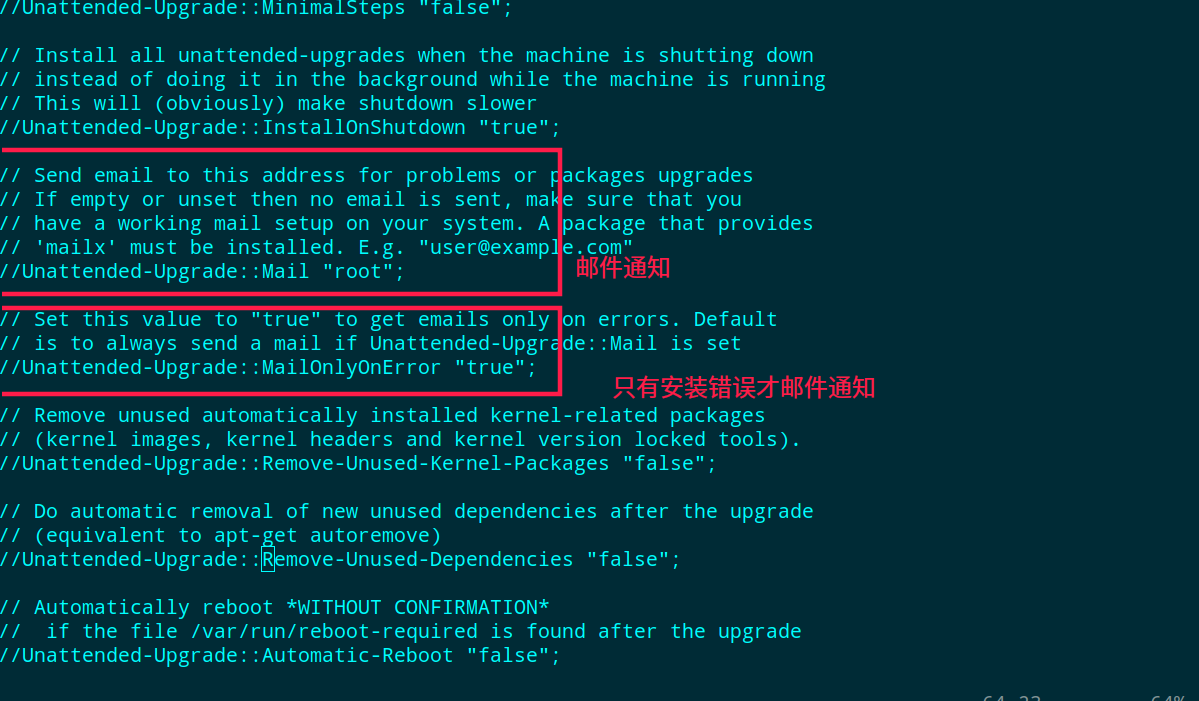 //Unattended-Upgrade::MinimalSteps "false";
// Install all unattended-upgrades when the machine is shutting down
// instead of doing it in the background while the machine is running
// This will (obviously) make shutdown slower
//Unattended-Upgrade::InstallOnShutdown "true";
// Send email to this address for problems or packages upgrades
// If empty or unset then no email is sent, make sure that you
// have a working mail setup on your system. A package that provides
// 'mailx' must be installed. E.g. "user@example.com"
//Unattended-Upgrade::Mail "root";
邮件通知
// Set this value to "true" to get emails only on errors. Default
// is to always send a mail if Unattended-Upgrade::Mail is set
//Unattended-Upgrade::MailOnlyOnError "true";
只有安装错误才邮件通知
// Remove unused automatically installed kernel-related packages
// (kernel images, kernel headers and kernel version locked tools).
//Unattended-Upgrade::Remove-Unused-Kernel-Packages "false";
// Do automatic removal of new unused dependencies after the upgrade
// (equivalent to apt-get autoremove)
//Unattended-Upgrade::Remove-Unused-Dependencies "false";
// Automatically reboot *WITHOUT CONFIRMATION*
//  if the file /var/run/reboot-required is found after the upgrade
//Unattended-Upgrade::Automatic-Reboot "false";